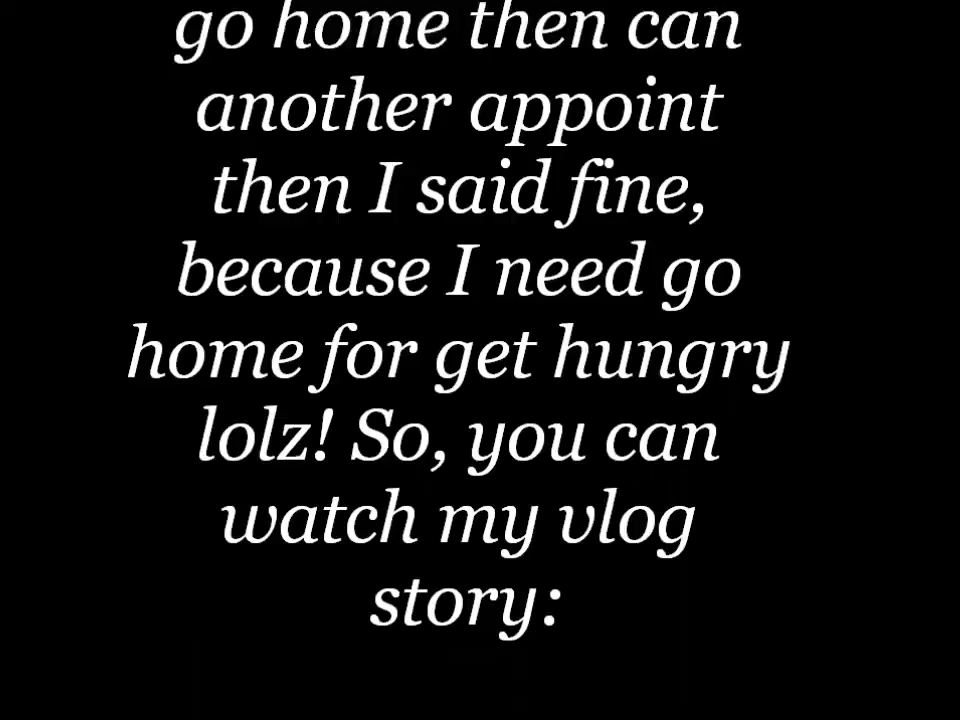 go home then can
another appoint
then I said fine,
because I need go
home for get hungry
lolz! So, you can
watch my vlog
story: